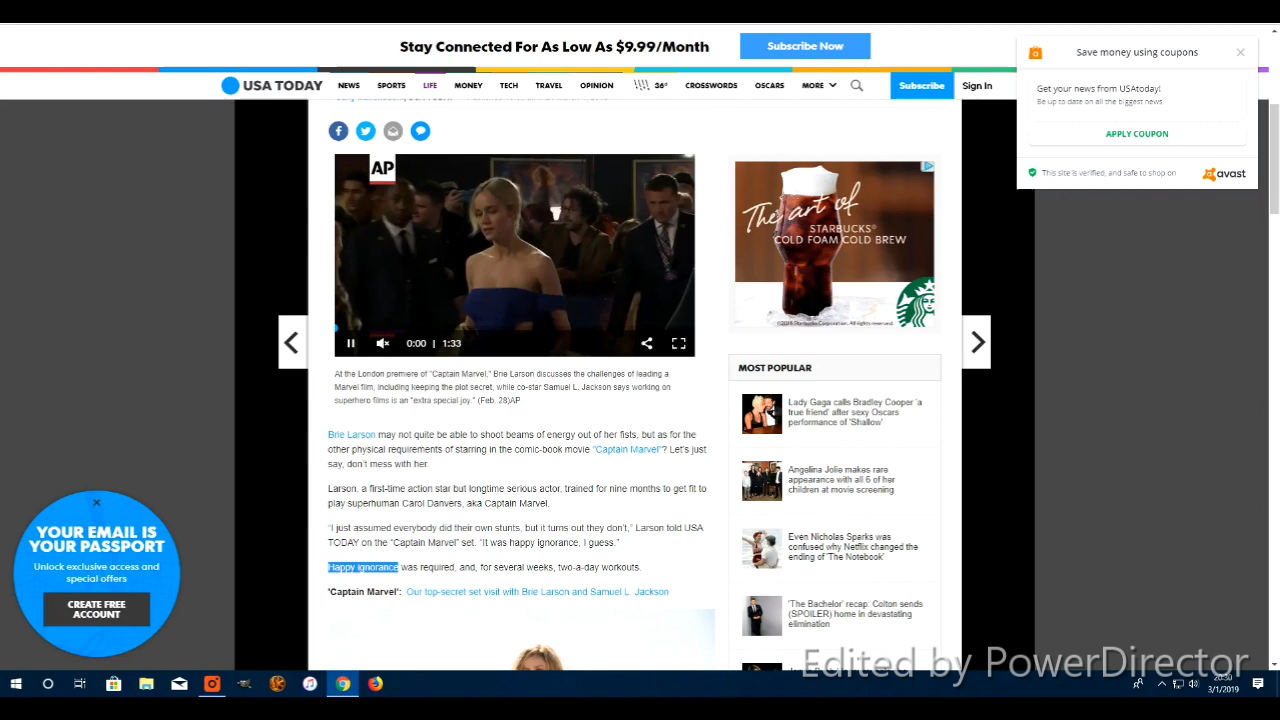 Stay Connected For As Low As $9.99/Month
Subscribe Now
Save money using coupons
Get your news from USAtoday!
Be up to date on all the biggest news
APPLY COUPON
This site is verified, and safe to shop on
avast
USA TODAY
NEWS
SPORTS
LIFE
MONEY
TECH
TRAVEL
OPINION
36°
CROSSWORDS
OSCARS
MORE
Subscribe
Sign In
AP
0:00 | 1:33
At the London premiere of "Captain Marvel," Brie Larson discusses the challenges of leading a
Marvel film, including keeping the plot secret, while co-star Samuel L. Jackson says working on
superhero films is an "extra special joy." (Feb. 28)AP
Brie Larson may not quite be able to shoot beams of energy out of her fists, but as for the
other physical requirements of starring in the comic-book movie "Captain Marvel"? Let's just
say, don't mess with her.
Larson, a first-time action star but longtime serious actor, trained for nine months to get fit to
play superhuman Carol Danvers, aka Captain Marvel.
"I just assumed everybody did their own stunts, but it turns out they don't," Larson told USA
TODAY on the "Captain Marvel" set. "It was happy ignorance, I guess."
Happy ignorance was required, and, for several weeks, two-a-day workouts.
'Captain Marvel': Our top-secret set visit with Brie Larson and Samuel L. Jackson
The art of
STARBUCKS®
COLD FOAM COLD BREW
MOST POPULAR
Lady Gaga calls Bradley Cooper 'a
true friend' after sexy Oscars
performance of 'Shallow'
Angelina Jolie makes rare
appearance with all 6 of her
children at movie screening
Even Nicholas Sparks was
confused why Netflix changed the
ending of 'The Notebook'
'The Bachelor' recap: Colton sends
(SPOILER) home in devastating
elimination
YOUR EMAIL IS
YOUR PASSPORT
Unlock exclusive access and
special offers
CREATE FREE
ACCOUNT
Edited by PowerDirector
20:30
3/1/2019